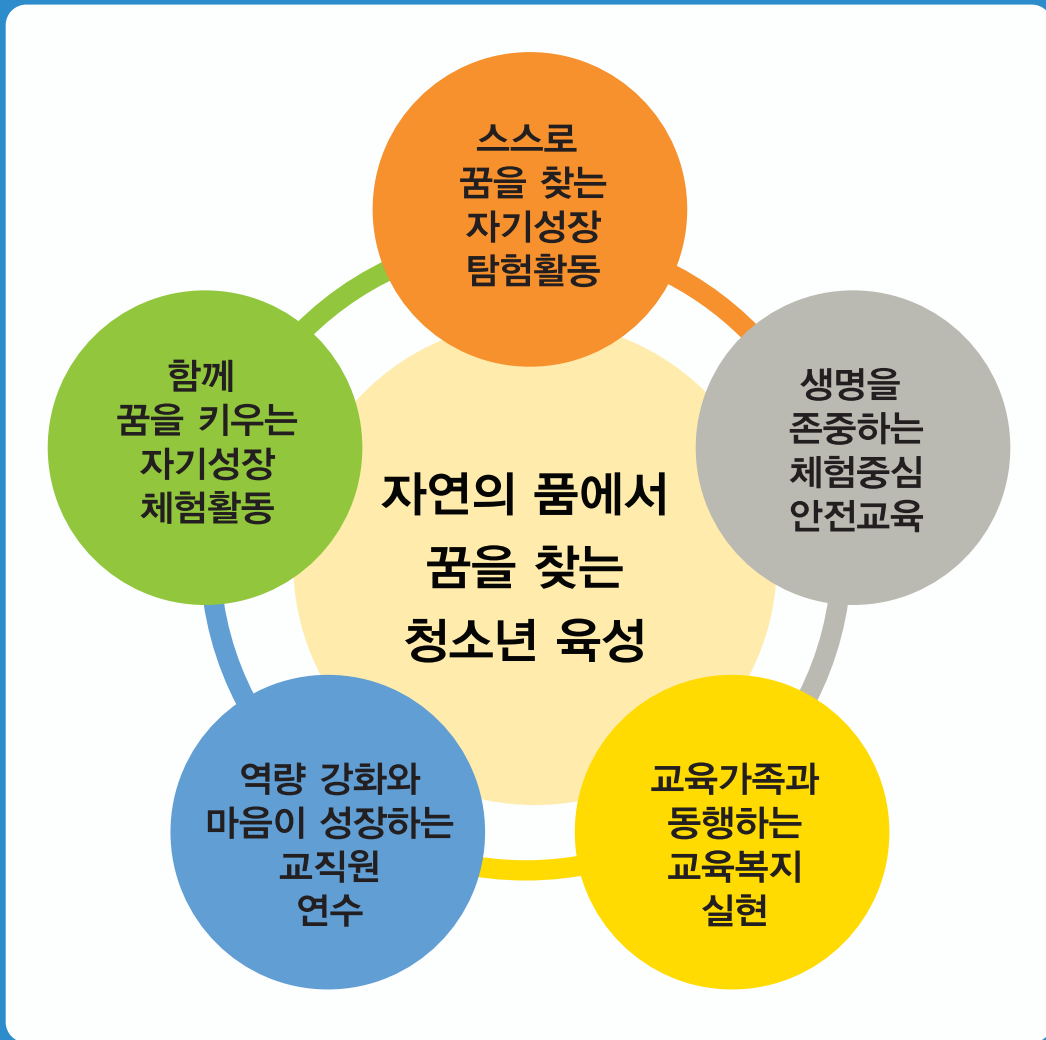 스스로
꿈을 찾는
자기성장
탐험활동
함께
꿈을 키우는
자기성장
체험활동
생명을
존중하는
체험중심
안전교육
자연의 품에서
꿈을 찾는
청소년 육성
역량 강화와
마음이 성장하는
교직원
연수
교육가족과
동행하는
교육복지
실현